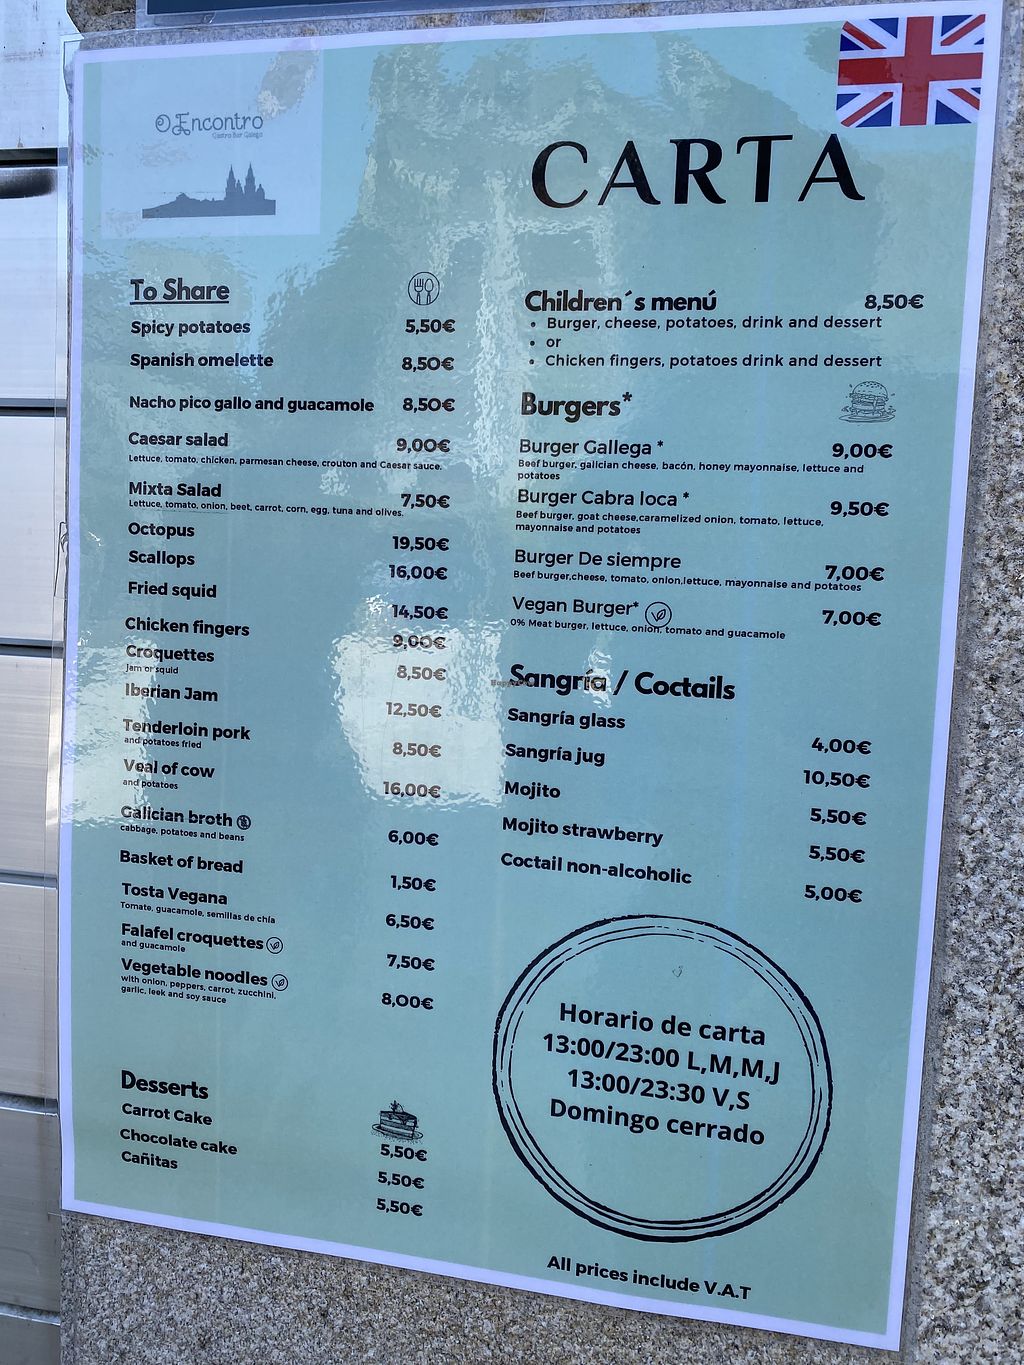 O Encontro
Gastro Bar Galego
CARTA
To Share
Spicy potatoes 5,50€
Spanish omelette 8,50€
Nacho pico gallo and guacamole 8,50€
Caesar salad 9,00€
Lettuce, tomato, chicken, parmesan cheese, crouton and Caesar sauce.
Mixta Salad 7,50€
Lettuce, tomato, onion, beet, carrot, corn, egg, tuna and olives.
Octopus 19,50€
Scallops 16,00€
Fried squid 14,50€
Chicken fingers 9,00€
Croquettes 8,50€
Jam or squid
Iberian Jam 12,50€
Tenderloin pork 8,50€
and potatoes fried
Veal of cow 16,00€
and potatoes
Galician broth 6,00€
cabbage, potatoes and beans
Basket of bread 1,50€
Tosta Vegana 6,50€
Tomate, guacamole, semillas de chía
Falafel croquettes 7,50€
and guacamole
Vegetable noodles 8,00€
with onion, peppers, carrot, zucchini,
garlic, leek and soy sauce
Desserts
Carrot Cake 5,50€
Chocolate cake 5,50€
Cañitas 5,50€
Children´s menú 8,50€
• Burger, cheese, potatoes, drink and dessert
• or
• Chicken fingers, potatoes drink and dessert
Burgers*
Burger Gallega * 9,00€
Beef burger, galician cheese, bacón, honey mayonnaise, lettuce and
potatoes
Burger Cabra loca * 9,50€
Beef burger, goat cheese,caramelized onion, tomato, lettuce,
mayonnaise and potatoes
Burger De siempre 7,00€
Beef burger,cheese, tomato, onion,lettuce, mayonnaise and potatoes
Vegan Burger* 7,00€
0% Meat burger, lettuce, onion, tomato and guacamole
Sangría / Coctails
Sangría glass 4,00€
Sangría jug 10,50€
Mojito 5,50€
Mojito strawberry 5,50€
Coctail non-alcoholic 5,00€
Horario de carta
13:00/23:00 L,M,M,J
13:00/23:30 V,S
Domingo cerrado
All prices include V.A.T